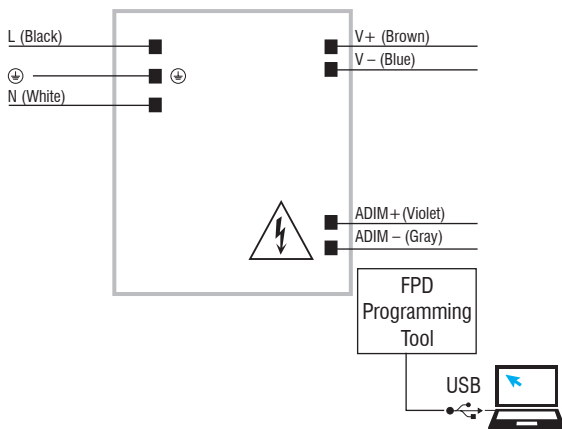 L (Black)
N (White)
V+ (Brown)
V – (Blue)
ADIM+(Violet)
ADIM – (Gray)
FPD
Programming
Tool
USB